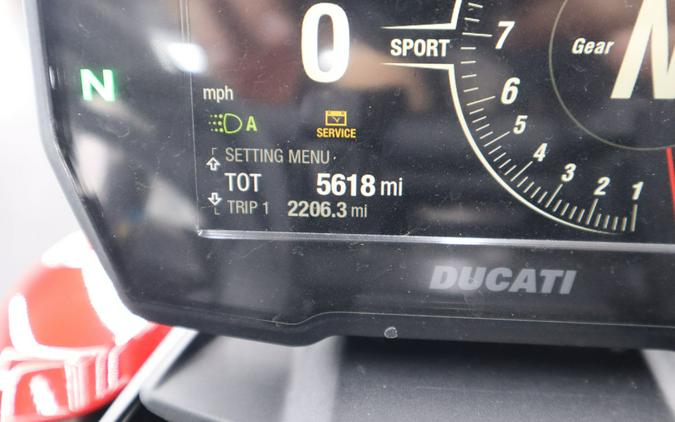 0
SPORT
7
Gear
N
N
mph
6
A
SERVICE
5
SETTING MENU
4
TOT 5618 mi
3
2
1
TRIP 1 2206.3 mi
DUCATI